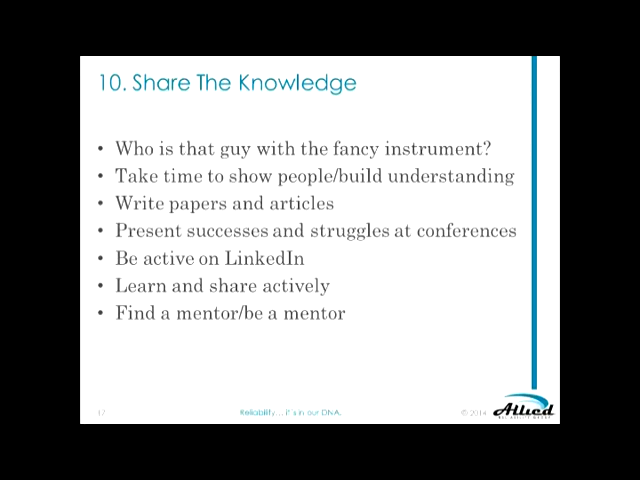 10. Share The Knowledge
• Who is that guy with the fancy instrument?
• Take time to show people/build understanding
• Write papers and articles
• Present successes and struggles at conferences
• Be active on LinkedIn
• Learn and share actively
• Find a mentor/be a mentor
17
Reliability... it's in our DNA.
© 2014
Allied